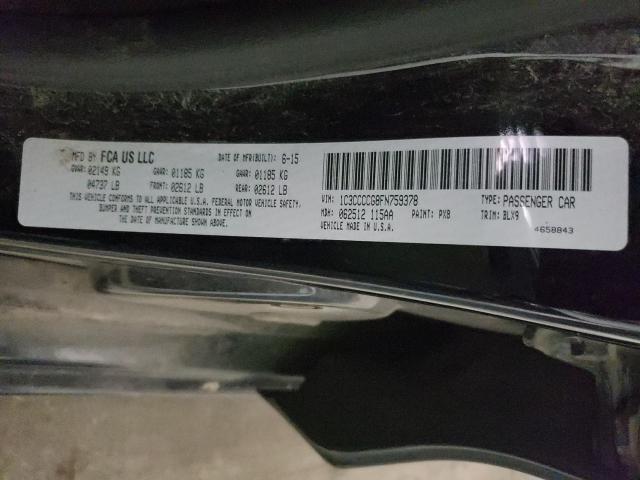 MFD BY FCA US LLC DATE OF MFR(BUILT): 6-15
GVWR: 02149 KG GAWR: 01185 KG GAWR: 01185 KG
04737 LB FRONT: 02612 LB REAR: 02612 LB
THIS VEHICLE CONFORMS TO ALL APPLICABLE U.S.A. FEDERAL MOTOR VEHICLE SAFETY,
BUMPER AND THEFT PREVENTION STANDARDS IN EFFECT ON
THE DATE OF MANUFACTURE SHOWN ABOVE.
VIN: 1C3CCCCG8FN759378 TYPE: PASSENGER CAR
MDH: 062512 115AA PAINT: PX8 TRIM: BLX9
VEHICLE MADE IN U.S.A. 4658843